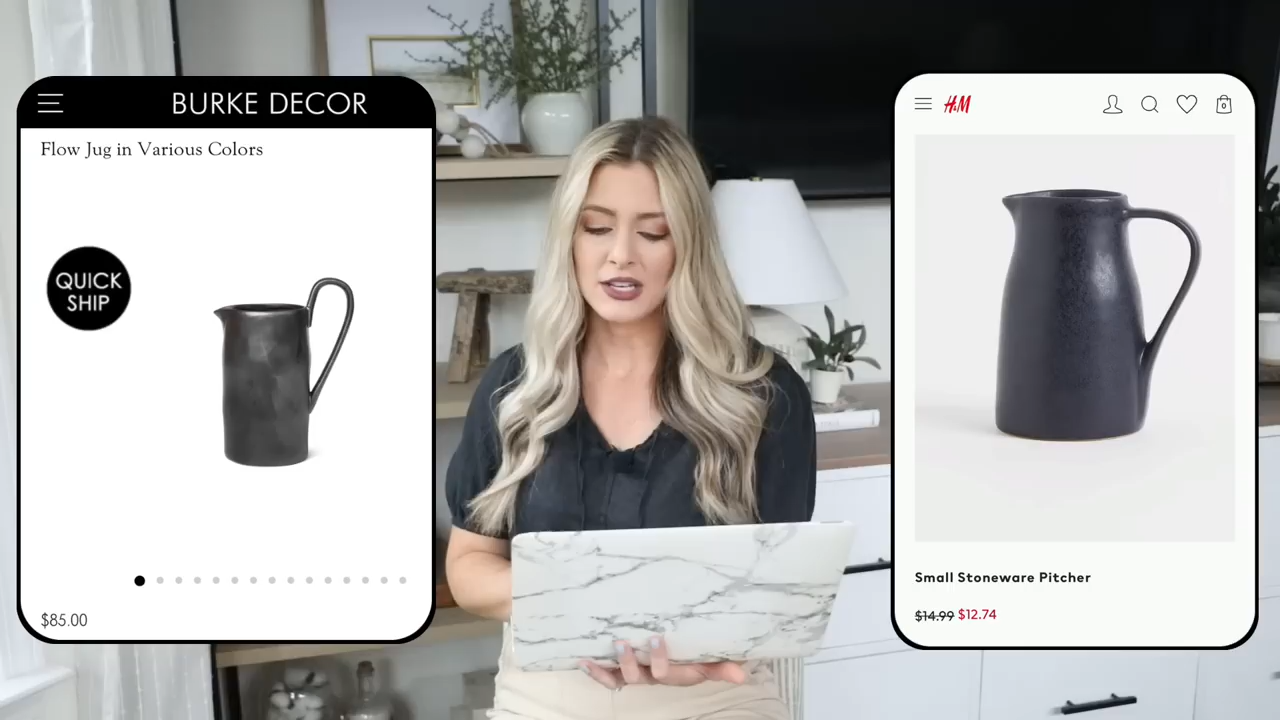 BURKE DECOR
Flow Jug in Various Colors
QUICK
SHIP
$85.00
H&M
0
Small Stoneware Pitcher
$14.99 $12.74